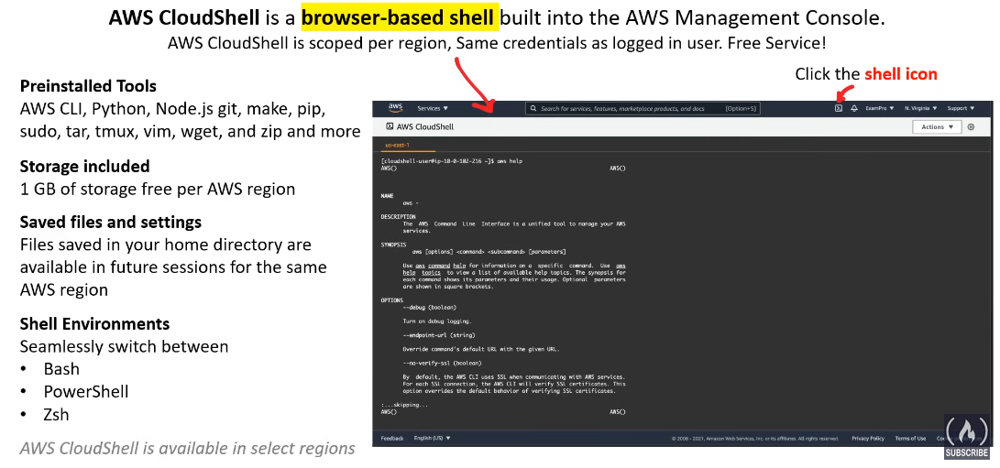 AWS CloudShell is a browser-based shell built into the AWS Management Console.
AWS CloudShell is scoped per region, Same credentials as logged in user. Free Service!
Click the shell icon
Preinstalled Tools
AWS CLI, Python, Node.js git, make, pip,
sudo, tar, tmux, vim, wget, and zip and more
Storage included
1 GB of storage free per AWS region
Saved files and settings
Files saved in your home directory are
available in future sessions for the same
AWS region
Shell Environments
Seamlessly switch between
• Bash
• PowerShell
• Zsh
AWS CloudShell is available in select regions
aws Services ▼ Search for services, features, marketplace products, and docs [Option+S] ExamPro ▼ N. Virginia ▼ Support ▼
AWS CloudShell Actions ▼
us-east-1
[cloudshell-user@ip-10-0-102-216 ~]$ aws help
AWS() AWS()
NAME
aws -
DESCRIPTION
The AWS Command Line Interface is a unified tool to manage your AWS
services.
SYNOPSIS
aws [options] <command> <subcommand> [parameters]
Use aws command help for information on a specific command. Use aws
help topics to view a list of available help topics. The synopsis for
each command shows its parameters and their usage. Optional parameters
are shown in square brackets.
OPTIONS
--debug (boolean)
Turn on debug logging.
--endpoint-url (string)
Override command's default URL with the given URL.
--no-verify-ssl (boolean)
By default, the AWS CLI uses SSL when communicating with AWS services.
For each SSL connection, the AWS CLI will verify SSL certificates. This
option overrides the default behavior of verifying SSL certificates.
:...skipping...
AWS() AWS()
Feedback English (US) ▼ © 2008 - 2021, Amazon Web Services, Inc. or its affiliates. All rights reserved. Privacy Policy Terms of Use
SUBSCRIBE